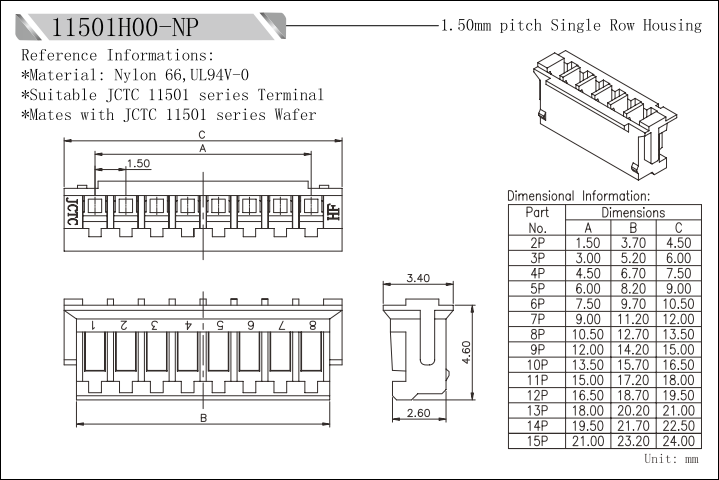 11501H00-NP
1.50mm pitch Single Row Housing
Reference Informations:
*Material: Nylon 66,UL94V-0
*Suitable JCTC 11501 series Terminal
*Mates with JCTC 11501 series Wafer
C
A
1.50
JCTC
HF
1 2 3 4 5 6 7 8
B
3.40
4.60
2.60
Dimensional Information:
Part No. Dimensions
A B C
2P 1.50 3.70 4.50
3P 3.00 5.20 6.00
4P 4.50 6.70 7.50
5P 6.00 8.20 9.00
6P 7.50 9.70 10.50
7P 9.00 11.20 12.00
8P 10.50 12.70 13.50
9P 12.00 14.20 15.00
10P 13.50 15.70 16.50
11P 15.00 17.20 18.00
12P 16.50 18.70 19.50
13P 18.00 20.20 21.00
14P 19.50 21.70 22.50
15P 21.00 23.20 24.00
Unit: mm